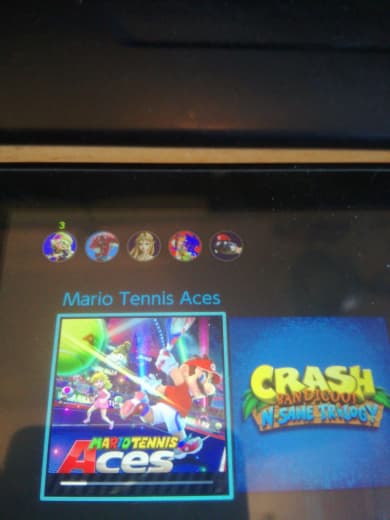 3
Mario Tennis Aces
MARIO TENNIS
Aces
CRASH
BANDICOOT
N. SANE TRILOGY